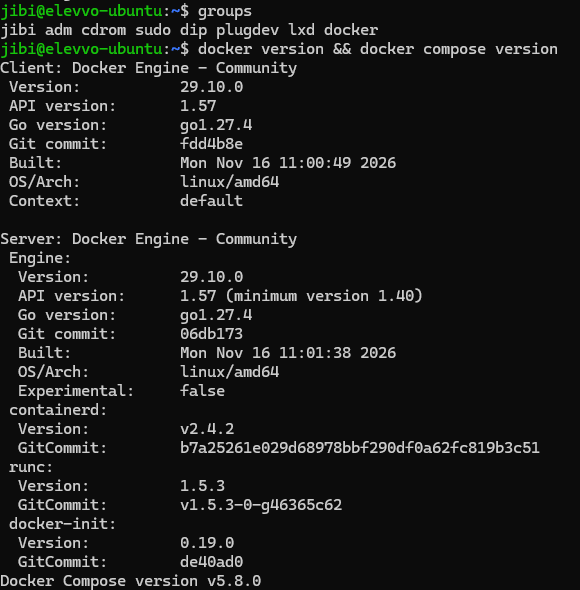 jibi@elevvo-ubuntu:~$ groups
jibi adm cdrom sudo dip plugdev lxd docker
jibi@elevvo-ubuntu:~$ docker version && docker compose version
Client: Docker Engine - Community
 Version:           29.10.0
 API version:       1.57
 Go version:        go1.27.4
 Git commit:        fdd4b8e
 Built:             Mon Nov 16 11:00:49 2026
 OS/Arch:           linux/amd64
 Context:           default

Server: Docker Engine - Community
 Engine:
  Version:          29.10.0
  API version:      1.57 (minimum version 1.40)
  Go version:       go1.27.4
  Git commit:       06db173
  Built:            Mon Nov 16 11:01:38 2026
  OS/Arch:          linux/amd64
  Experimental:     false
 containerd:
  Version:          v2.4.2
  GitCommit:        b7a25261e029d68978bbf290df0a62fc819b3c51
 runc:
  Version:          1.5.3
  GitCommit:        v1.5.3-0-g46365c62
 docker-init:
  Version:          0.19.0
  GitCommit:        de40ad0
Docker Compose version v5.8.0